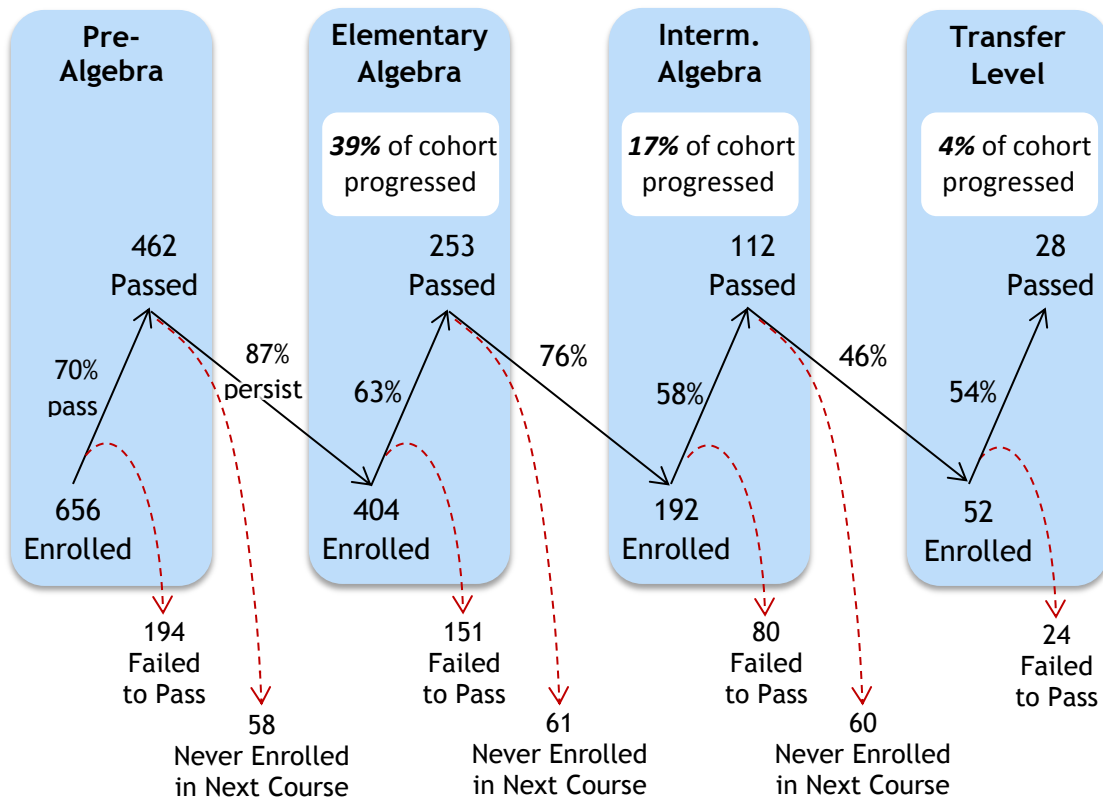 Pre-
Algebra
Elementary
Algebra
Interm.
Algebra
Transfer
Level
39% of cohort
progressed
17% of cohort
progressed
4% of cohort
progressed
462
Passed
253
Passed
112
Passed
28
Passed
70%
pass
87%
persist
63%
76%
58%
46%
54%
656
Enrolled
404
Enrolled
192
Enrolled
52
Enrolled
194
Failed
to Pass
151
Failed
to Pass
80
Failed
to Pass
24
Failed
to Pass
58
Never Enrolled
in Next Course
61
Never Enrolled
in Next Course
60
Never Enrolled
in Next Course